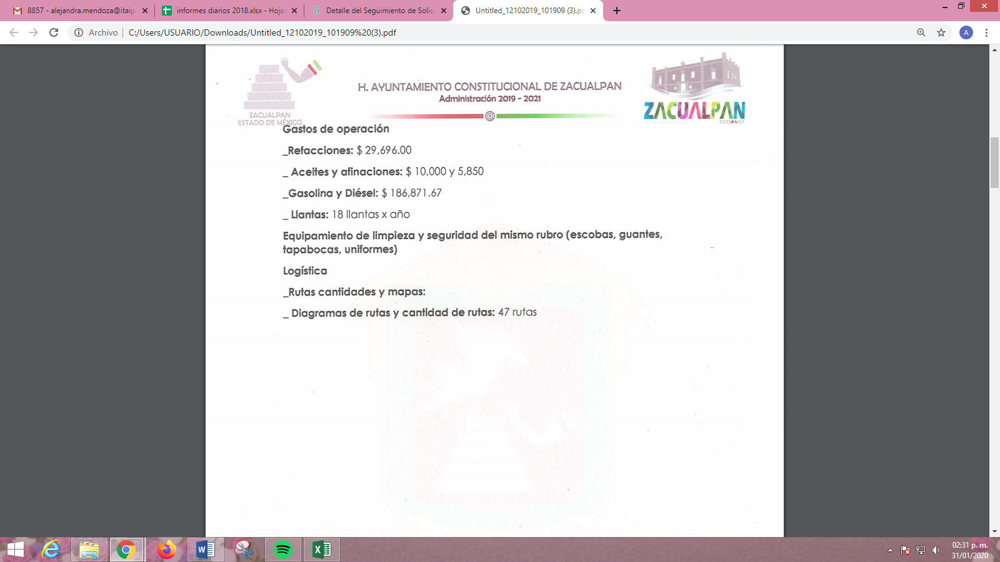 8857 - alejandra.mendoza@itaip
informes diarios 2018.xlsx - Hoja
Detalle del Seguimiento de Solici
Untitled_12102019_101909 (3).pd
Archivo
C:/Users/USUARIO/Downloads/Untitled_12102019_101909%20(3).pdf
A
ZACUALPAN
ESTADO DE MÉXICO
H. AYUNTAMIENTO CONSTITUCIONAL DE ZACUALPAN
Administración 2019 - 2021
ZACUALPAN
Gastos de operación
_Refacciones: $ 29,696.00
_ Aceites y afinaciones: $ 10,000 y 5,850
_Gasolina y Diésel: $ 186,871.67
_ Llantas: 18 llantas x año
Equipamiento de limpieza y seguridad del mismo rubro (escobas, guantes,
tapabocas, uniformes)
Logística
_Rutas cantidades y mapas:
_ Diagramas de rutas y cantidad de rutas: 47 rutas
02:31 p. m.
31/01/2020